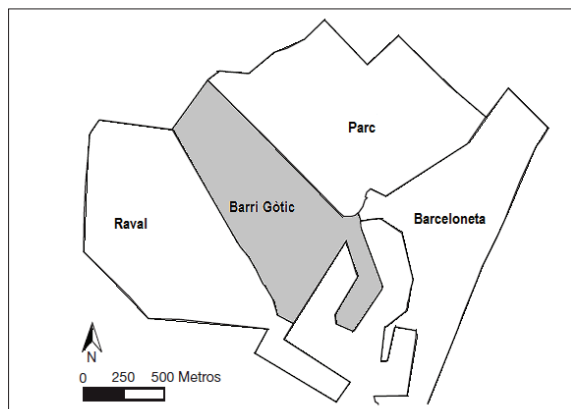 Parc
Barri Gòtic
Raval
Barceloneta
N
0 250 500 Metros